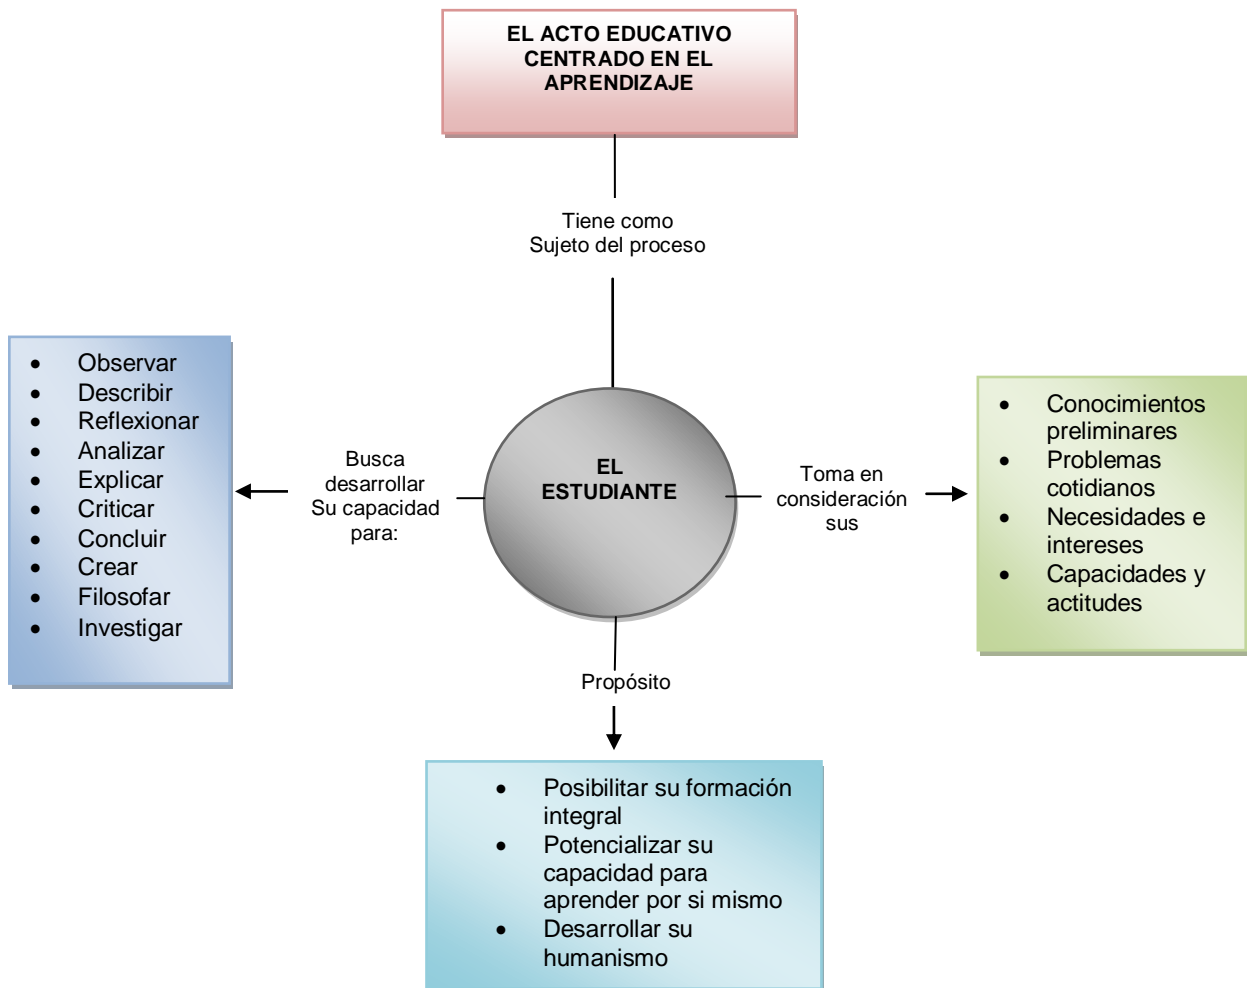 EL ACTO EDUCATIVO
CENTRADO EN EL
APRENDIZAJE
Tiene como
Sujeto del proceso
• Observar
• Describir
• Reflexionar
• Analizar
• Explicar
• Criticar
• Concluir
• Crear
• Filosofar
• Investigar
Busca
desarrollar
Su capacidad
para:
EL
ESTUDIANTE
Toma en
consideración
sus
• Conocimientos
preliminares
• Problemas
cotidianos
• Necesidades e
intereses
• Capacidades y
actitudes
Propósito
• Posibilitar su formación
integral
• Potencializar su
capacidad para
aprender por si mismo
• Desarrollar su
humanismo